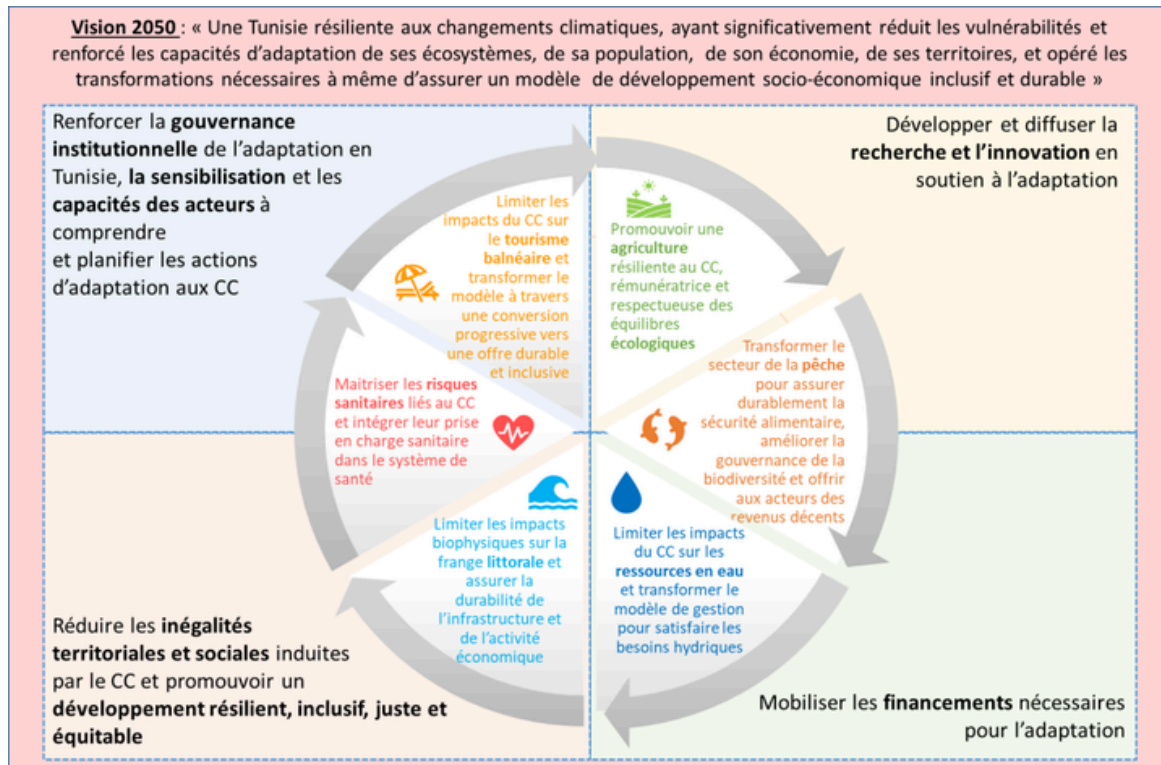 Vision 2050 : « Une Tunisie résiliente aux changements climatiques, ayant significativement réduit les vulnérabilités et
renforcé les capacités d'adaptation de ses écosystèmes, de sa population, de son économie, de ses territoires, et opéré les
transformations nécessaires à même d'assurer un modèle de développement socio-économique inclusif et durable »
Renforcer la gouvernance
institutionnelle de l'adaptation en
Tunisie, la sensibilisation et les
capacités des acteurs à
comprendre
et planifier les actions
d'adaptation aux CC
Développer et diffuser la
recherche et l'innovation en
soutien à l'adaptation
Limiter les
impacts du CC sur
le tourisme
balnéaire et
transformer le
modèle à travers
une conversion
progressive vers
une offre durable
et inclusive
Promouvoir une
agriculture
résiliente au CC,
rémunératrice et
respectueuse des
équilibres
écologiques
Transformer le
secteur de la pêche
pour assurer
durablement la
sécurité alimentaire,
améliorer la
gouvernance de la
biodiversité et offrir
aux acteurs des
revenus décents
Maitriser les risques
sanitaires liés au CC
et intégrer leur prise
en charge sanitaire
dans le système de
santé
Limiter les impacts
biophysiques sur la
frange littorale et
assurer la
durabilité de
l'infrastructure et
de l'activité
économique
Limiter les impacts
du CC sur les
ressources en eau
et transformer le
modèle de gestion
pour satisfaire les
besoins hydriques
Réduire les inégalités
territoriales et sociales induites
par le CC et promouvoir un
développement résilient, inclusif, juste et
équitable
Mobiliser les financements nécessaires
pour l'adaptation